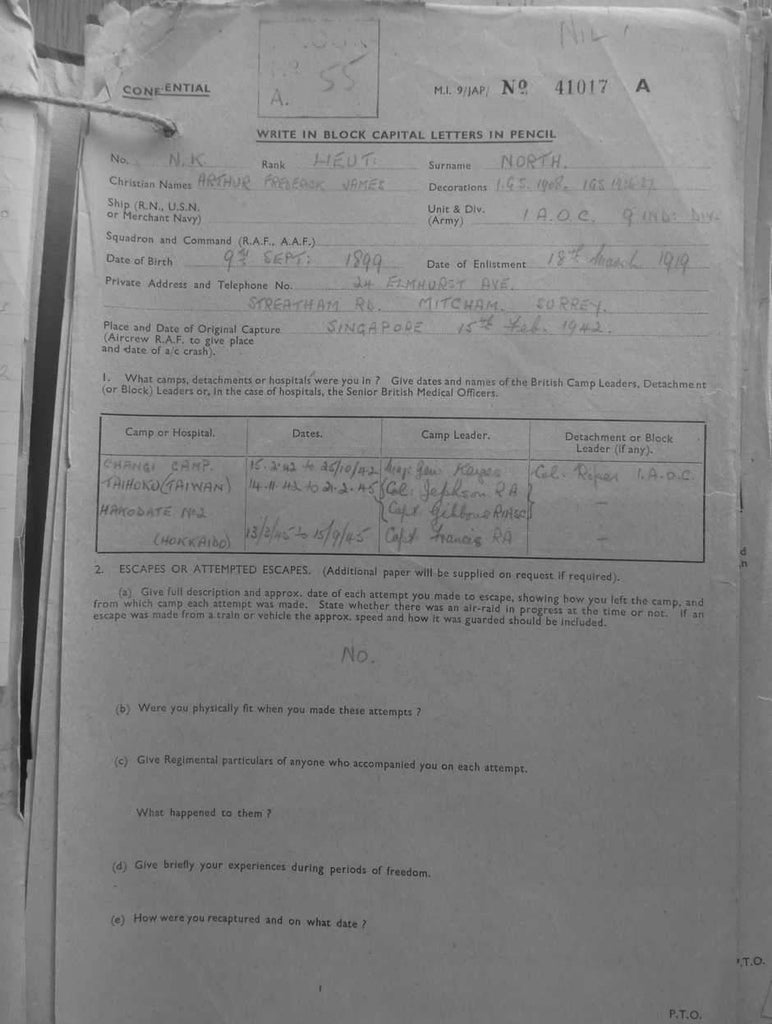 NIL
55
A.
CONFIDENTIAL
M.I. 9/JAP/ No 41017 A
WRITE IN BLOCK CAPITAL LETTERS IN PENCIL
No. N.K. Rank LIEUT: Surname NORTH.
Christian Names ARTHUR FREDERICK JAMES Decorations I.G.S. 1908. IGS
Ship (R.N., U.S.N. or Merchant Navy) Unit & Div. (Army) I A.O.C. 9 IND: DIV.
Squadron and Command (R.A.F., A.A.F.)
Date of Birth 9TH SEPT: 1899 Date of Enlistment 18TH March 1919
Private Address and Telephone No. 24 ELMHURST AVE.
STREATHAM RD. MITCHAM. SURREY.
Place and Date of Original Capture SINGAPORE 15th Feb. 1942.
(Aircrew R.A.F. to give place
and date of a/c crash).
1. What camps, detachments or hospitals were you in ? Give dates and names of the British Camp Leaders, Detachment
(or Block) Leaders or, in the case of hospitals, the Senior British Medical Officers.
Camp or Hospital. Dates. Camp Leader. Detachment or Block Leader (if any).
CHANGI CAMP. 15.2.42 to 25/10/42 Maj. Gen Col. I.A.O.C.
TAIHOKU (TAIWAN) 14.11.42 to 21.2.45 Col. Jephson RA
HAKODATE No2 Capt RIASC –
(HOKKAIDO) 13/3/45 to 15/9/45 Capt Francis RA –
2. ESCAPES OR ATTEMPTED ESCAPES. (Additional paper will be supplied on request if required).
(a) Give full description and approx. date of each attempt you made to escape, showing how you left the camp, and
from which camp each attempt was made. State whether there was an air-raid in progress at the time or not. If an
escape was made from a train or vehicle the approx. speed and how it was guarded should be included.
No.
(b) Were you physically fit when you made these attempts ?
(c) Give Regimental particulars of anyone who accompanied you on each attempt.
What happened to them ?
(d) Give briefly your experiences during periods of freedom.
(e) How were you recaptured and on what date ?
1
P.T.O.
P.T.O.